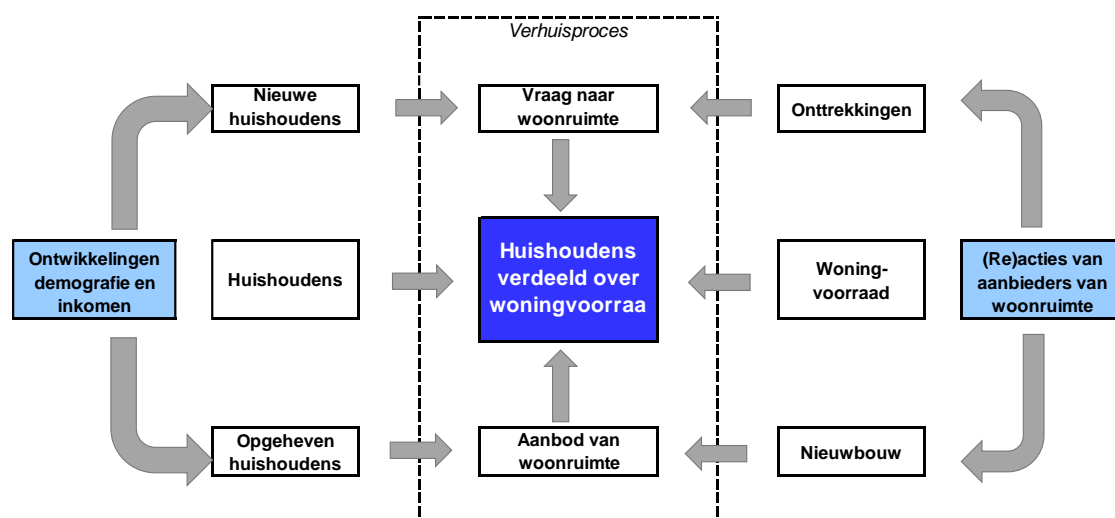 Verhuisproces
Nieuwe
huishoudens
Vraag naar
woonruimte
Onttrekkingen
Ontwikkelingen
demografie en
inkomen
Huishoudens
Huishoudens
verdeeld over
woningvoorraa
Woning-
voorraad
(Re)acties van
aanbieders van
woonruimte
Opgeheven
huishoudens
Aanbod van
woonruimte
Nieuwbouw